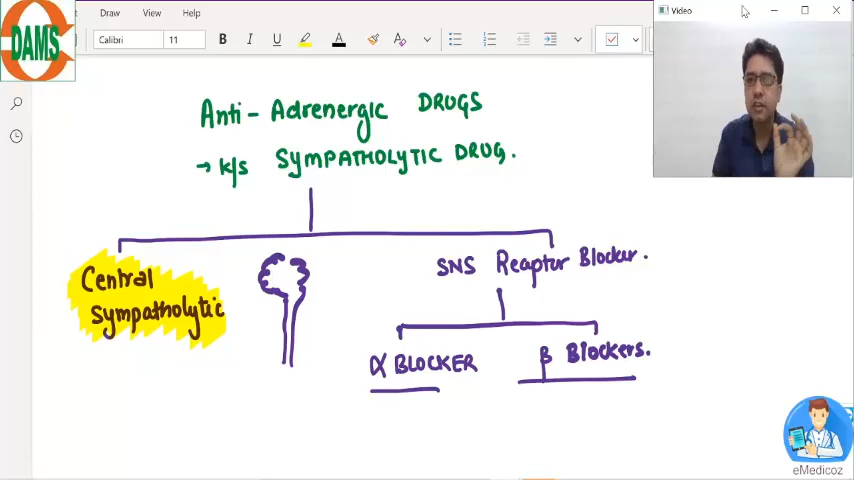 DAMS
Draw View Help
Video
Calibri 11 B I U A A
Anti-Adrenergic DRUGS
→ K/S SYMPATHOLYTIC DRUG.
Central
Sympatholytic
SNS Reaptor Blocker.
α BLOCKER
β Blockers.
eMedicoz